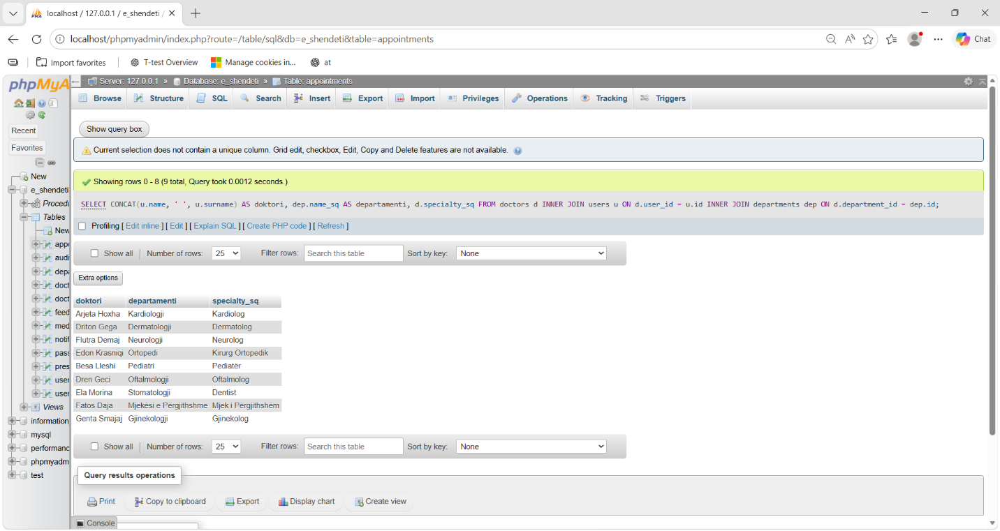 localhost / 127.0.0.1 / e_shendeti /
localhost/phpmyadmin/index.php?route=/table/sql&db=e_shendeti&table=appointments
Chat
Import favorites
T-test Overview
Manage cookies in...
at
phpMyA
Server: 127.0.0.1 » Database: e_shendeti » Table: appointments
Browse Structure SQL Search Insert Export Import Privileges Operations Tracking Triggers
Recent
Favorites
New
e_shendeti
Procedu
Tables
New
appo
audi
depa
doct
doct
feed
med
notif
pass
pres
user
user
Views
information
mysql
performanc
phpmyadm
test
Show query box
Current selection does not contain a unique column. Grid edit, checkbox, Edit, Copy and Delete features are not available.
Showing rows 0 - 8 (9 total, Query took 0.0012 seconds.)
SELECT CONCAT(u.name, ' ', u.surname) AS doktori, dep.name_sq AS departamenti, d.specialty_sq FROM doctors d INNER JOIN users u ON d.user_id = u.id INNER JOIN departments dep ON d.department_id = dep.id;
Profiling [ Edit inline ] [ Edit ] [ Explain SQL ] [ Create PHP code ] [ Refresh ]
Show all Number of rows: 25 Filter rows: Search this table Sort by key: None
Extra options
doktori departamenti specialty_sq
Arjeta Hoxha Kardiologji Kardiolog
Driton Gega Dermatologji Dermatolog
Flutra Demaj Neurologji Neurolog
Edon Krasniqi Ortopedi Kirurg Ortopedik
Besa Lleshi Pediatri Pediatër
Dren Geci Oftalmologji Oftalmolog
Ela Morina Stomatologji Dentist
Fatos Daja Mjekësi e Përgjithshme Mjek i Përgjithshëm
Genta Smajaj Gjinekologji Gjinekolog
Show all Number of rows: 25 Filter rows: Search this table Sort by key: None
Query results operations
Print Copy to clipboard Export Display chart Create view
Console